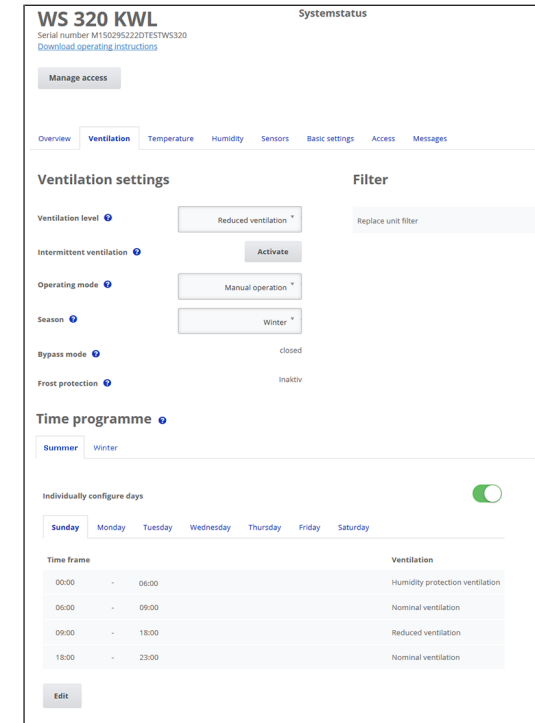 WS 320 KWL
Systemstatus
Serial number M150295222DTESTWS320
Download operating instructions
Manage access
Overview Ventilation Temperature Humidity Sensors Basic settings Access Messages
Ventilation settings
Filter
Ventilation level ? Reduced ventilation
Replace unit filter
Intermittent ventilation ? Activate
Operating mode ? Manual operation
Season ? Winter
Bypass mode ? closed
Frost protection ? Inaktiv
Time programme ?
Summer Winter
Individually configure days
Sunday Monday Tuesday Wednesday Thursday Friday Saturday
Time frame Ventilation
00:00 - 06:00 Humidity protection ventilation
06:00 - 09:00 Nominal ventilation
09:00 - 18:00 Reduced ventilation
18:00 - 23:00 Nominal ventilation
Edit